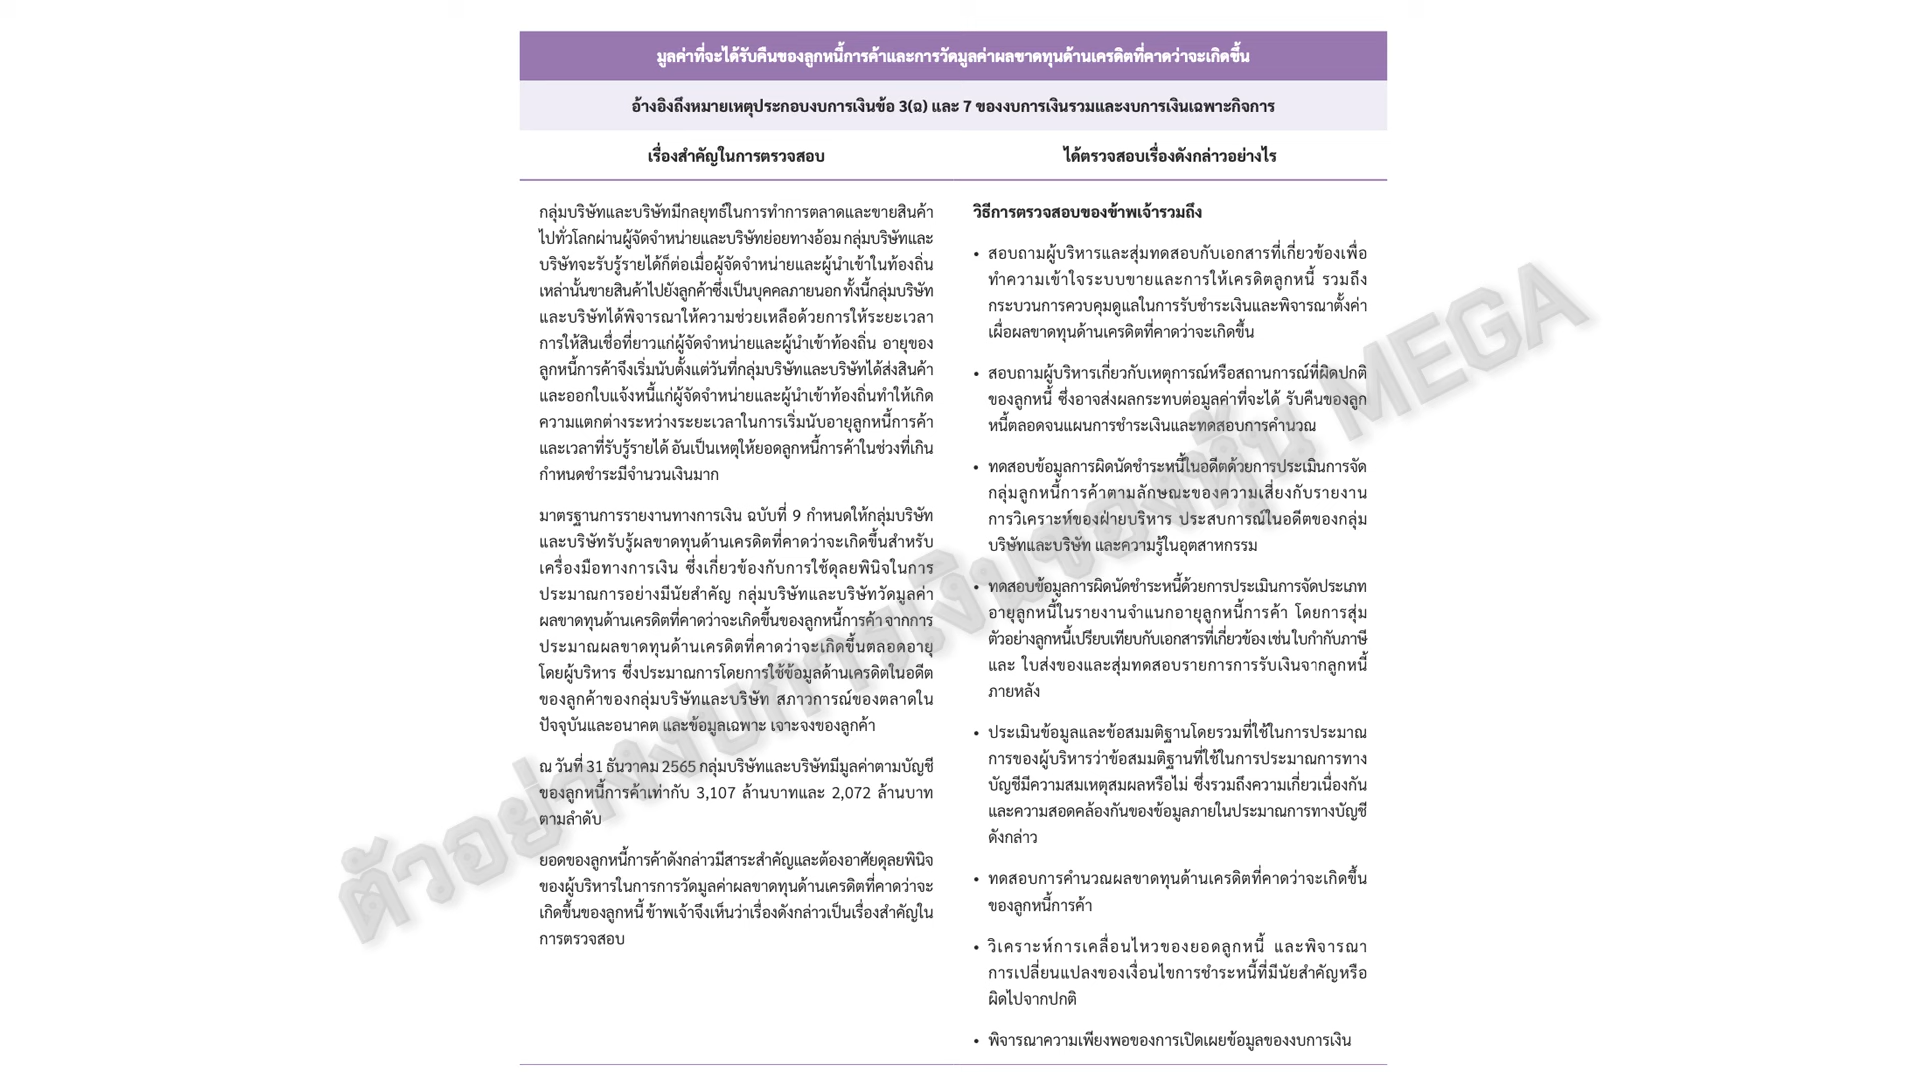 มูลค่าที่จะได้รับคืนของลูกหนี้การค้าและการวัดมูลค่าผลขาดทุนด้านเครดิตที่คาดว่าจะเกิดขึ้น
อ้างอิงถึงหมายเหตุประกอบงบการเงินข้อ 3(ฉ) และ 7 ของงบการเงินรวมและงบการเงินเฉพาะกิจการ
เรื่องสำคัญในการตรวจสอบ
กลุ่มบริษัทและบริษัทมีกลยุทธ์ในการทำการตลาดและขายสินค้า
ไปทั่วโลกผ่านผู้จัดจำหน่ายและบริษัทย่อยทางอ้อม กลุ่มบริษัทและ
บริษัทจะรับรู้รายได้ก็ต่อเมื่อผู้จัดจำหน่ายและผู้นำเข้าในท้องถิ่น
เหล่านั้นขายสินค้าไปยังลูกค้าซึ่งเป็นบุคคลภายนอก ทั้งนี้กลุ่มบริษัท
และบริษัทได้พิจารณาให้ความช่วยเหลือด้วยการให้ระยะเวลา
การให้สินเชื่อที่ยาวแก่ผู้จัดจำหน่ายและผู้นำเข้าท้องถิ่น อายุของ
ลูกหนี้การค้าจึงเริ่มนับตั้งแต่วันที่กลุ่มบริษัทและบริษัทได้ส่งสินค้า
และออกใบแจ้งหนี้แก่ผู้จัดจำหน่ายและผู้นำเข้าท้องถิ่นทำให้เกิด
ความแตกต่างระหว่างระยะเวลาในการเริ่มนับอายุลูกหนี้การค้า
และเวลาที่รับรู้รายได้ อันเป็นเหตุให้ยอดลูกหนี้การค้าในช่วงที่เกิน
กำหนดชำระมีจำนวนเงินมาก
มาตรฐานการรายงานทางการเงิน ฉบับที่ 9 กำหนดให้กลุ่มบริษัท
และบริษัทรับรู้ผลขาดทุนด้านเครดิตที่คาดว่าจะเกิดขึ้นสำหรับ
เครื่องมือทางการเงิน ซึ่งเกี่ยวข้องกับการใช้ดุลยพินิจในการ
ประมาณการอย่างมีนัยสำคัญ กลุ่มบริษัทและบริษัทวัดมูลค่า
ผลขาดทุนด้านเครดิตที่คาดว่าจะเกิดขึ้นของลูกหนี้การค้า จากการ
ประมาณผลขาดทุนด้านเครดิตที่คาดว่าจะเกิดขึ้นตลอดอายุ
โดยผู้บริหาร ซึ่งประมาณการโดยการใช้ข้อมูลด้านเครดิตในอดีต
ของลูกค้าของกลุ่มบริษัทและบริษัท สภาวการณ์ของตลาดใน
ปัจจุบันและอนาคต และข้อมูลเฉพาะ เจาะจงของลูกค้า
ณ วันที่ 31 ธันวาคม 2565 กลุ่มบริษัทและบริษัทมีมูลค่าตามบัญชี
ของลูกหนี้การค้าเท่ากับ 3,107 ล้านบาทและ 2,072 ล้านบาท
ตามลำดับ
ยอดของลูกหนี้การค้าดังกล่าวมีสาระสำคัญและต้องอาศัยดุลยพินิจ
ของผู้บริหารในการการวัดมูลค่าผลขาดทุนด้านเครดิตที่คาดว่าจะ
เกิดขึ้นของลูกหนี้ ข้าพเจ้าจึงเห็นว่าเรื่องดังกล่าวเป็นเรื่องสำคัญใน
การตรวจสอบ
ได้ตรวจสอบเรื่องดังกล่าวอย่างไร
วิธีการตรวจสอบของข้าพเจ้ารวมถึง
• สอบถามผู้บริหารและสุ่มทดสอบกับเอกสารที่เกี่ยวข้องเพื่อ
ทำความเข้าใจระบบขายและการให้เครดิตลูกหนี้ รวมถึง
กระบวนการควบคุมดูแลในการรับชำระเงินและพิจารณาตั้งค่า
เผื่อผลขาดทุนด้านเครดิตที่คาดว่าจะเกิดขึ้น
• สอบถามผู้บริหารเกี่ยวกับเหตุการณ์หรือสถานการณ์ที่ผิดปกติ
ของลูกหนี้ ซึ่งอาจส่งผลกระทบต่อมูลค่าที่จะได้ รับคืนของลูก
หนี้ตลอดจนแผนการชำระเงินและทดสอบการคำนวณ
• ทดสอบข้อมูลการผิดนัดชำระหนี้ในอดีตด้วยการประเมินการจัด
กลุ่มลูกหนี้การค้าตามลักษณะของความเสี่ยงกับรายงาน
การวิเคราะห์ของฝ่ายบริหาร ประสบการณ์ในอดีตของกลุ่ม
บริษัทและบริษัท และความรู้ในอุตสาหกรรม
• ทดสอบข้อมูลการผิดนัดชำระหนี้ด้วยการประเมินการจัดประเภท
อายุลูกหนี้ในรายงานจำแนกอายุลูกหนี้การค้า โดยการสุ่ม
ตัวอย่างลูกหนี้เปรียบเทียบกับเอกสารที่เกี่ยวข้อง เช่น ใบกำกับภาษี
และ ใบส่งของและสุ่มทดสอบรายการการรับเงินจากลูกหนี้
ภายหลัง
• ประเมินข้อมูลและข้อสมมติฐานโดยรวมที่ใช้ในการประมาณ
การของผู้บริหารว่าข้อสมมติฐานที่ใช้ในการประมาณการทาง
บัญชีมีความสมเหตุสมผลหรือไม่ ซึ่งรวมถึงความเกี่ยวเนื่องกัน
และความสอดคล้องกันของข้อมูลภายในประมาณการทางบัญชี
ดังกล่าว
• ทดสอบการคำนวณผลขาดทุนด้านเครดิตที่คาดว่าจะเกิดขึ้น
ของลูกหนี้การค้า
• วิเคราะห์การเคลื่อนไหวของยอดลูกหนี้ และพิจารณา
การเปลี่ยนแปลงของเงื่อนไขการชำระหนี้ที่มีนัยสำคัญหรือ
ผิดไปจากปกติ
• พิจารณาความเพียงพอของการเปิดเผยข้อมูลของงบการเงิน
ตัวอย่างงบการเงินของหุ้น MEGA